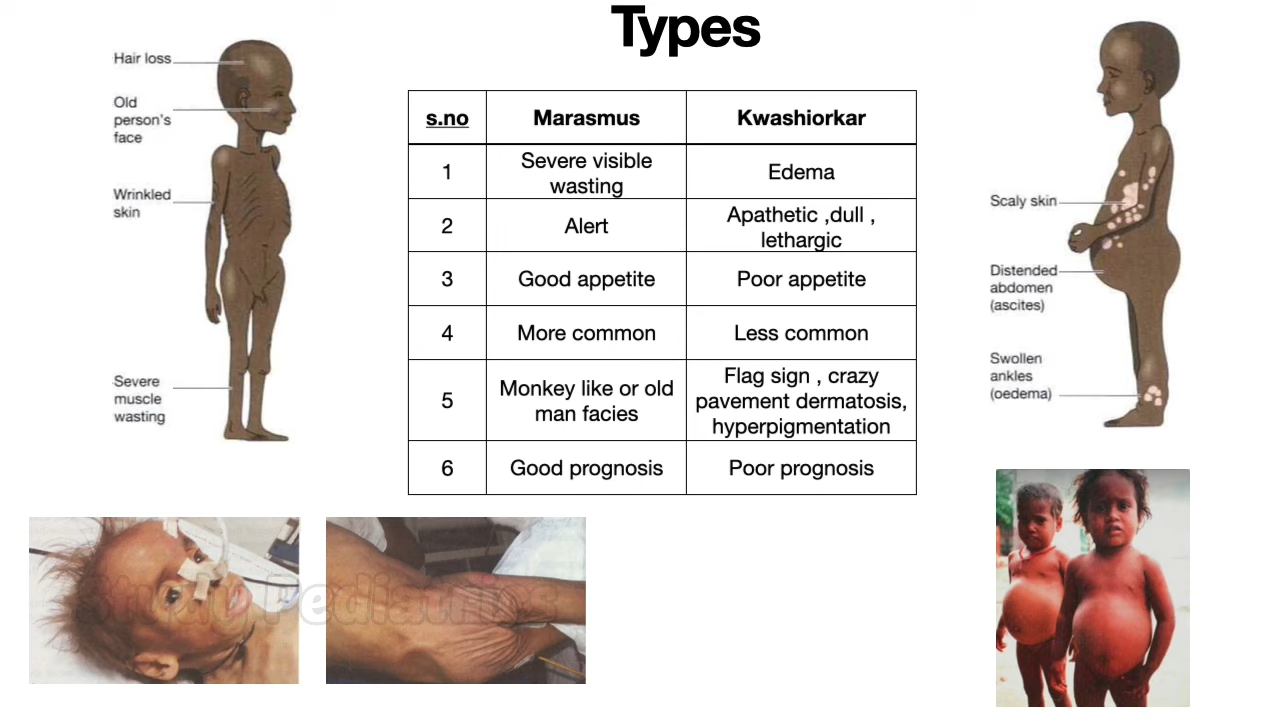 Types
Hair loss
Old
person's
face
Wrinkled
skin
Severe
muscle
wasting
s.no Marasmus Kwashiorkar
1 Severe visible wasting Edema
2 Alert Apathetic ,dull , lethargic
3 Good appetite Poor appetite
4 More common Less common
5 Monkey like or old man facies Flag sign , crazy pavement dermatosis, hyperpigmentation
6 Good prognosis Poor prognosis
Scaly skin
Distended
abdomen
(ascites)
Swollen
ankles
(oedema)
Study Pediatrics